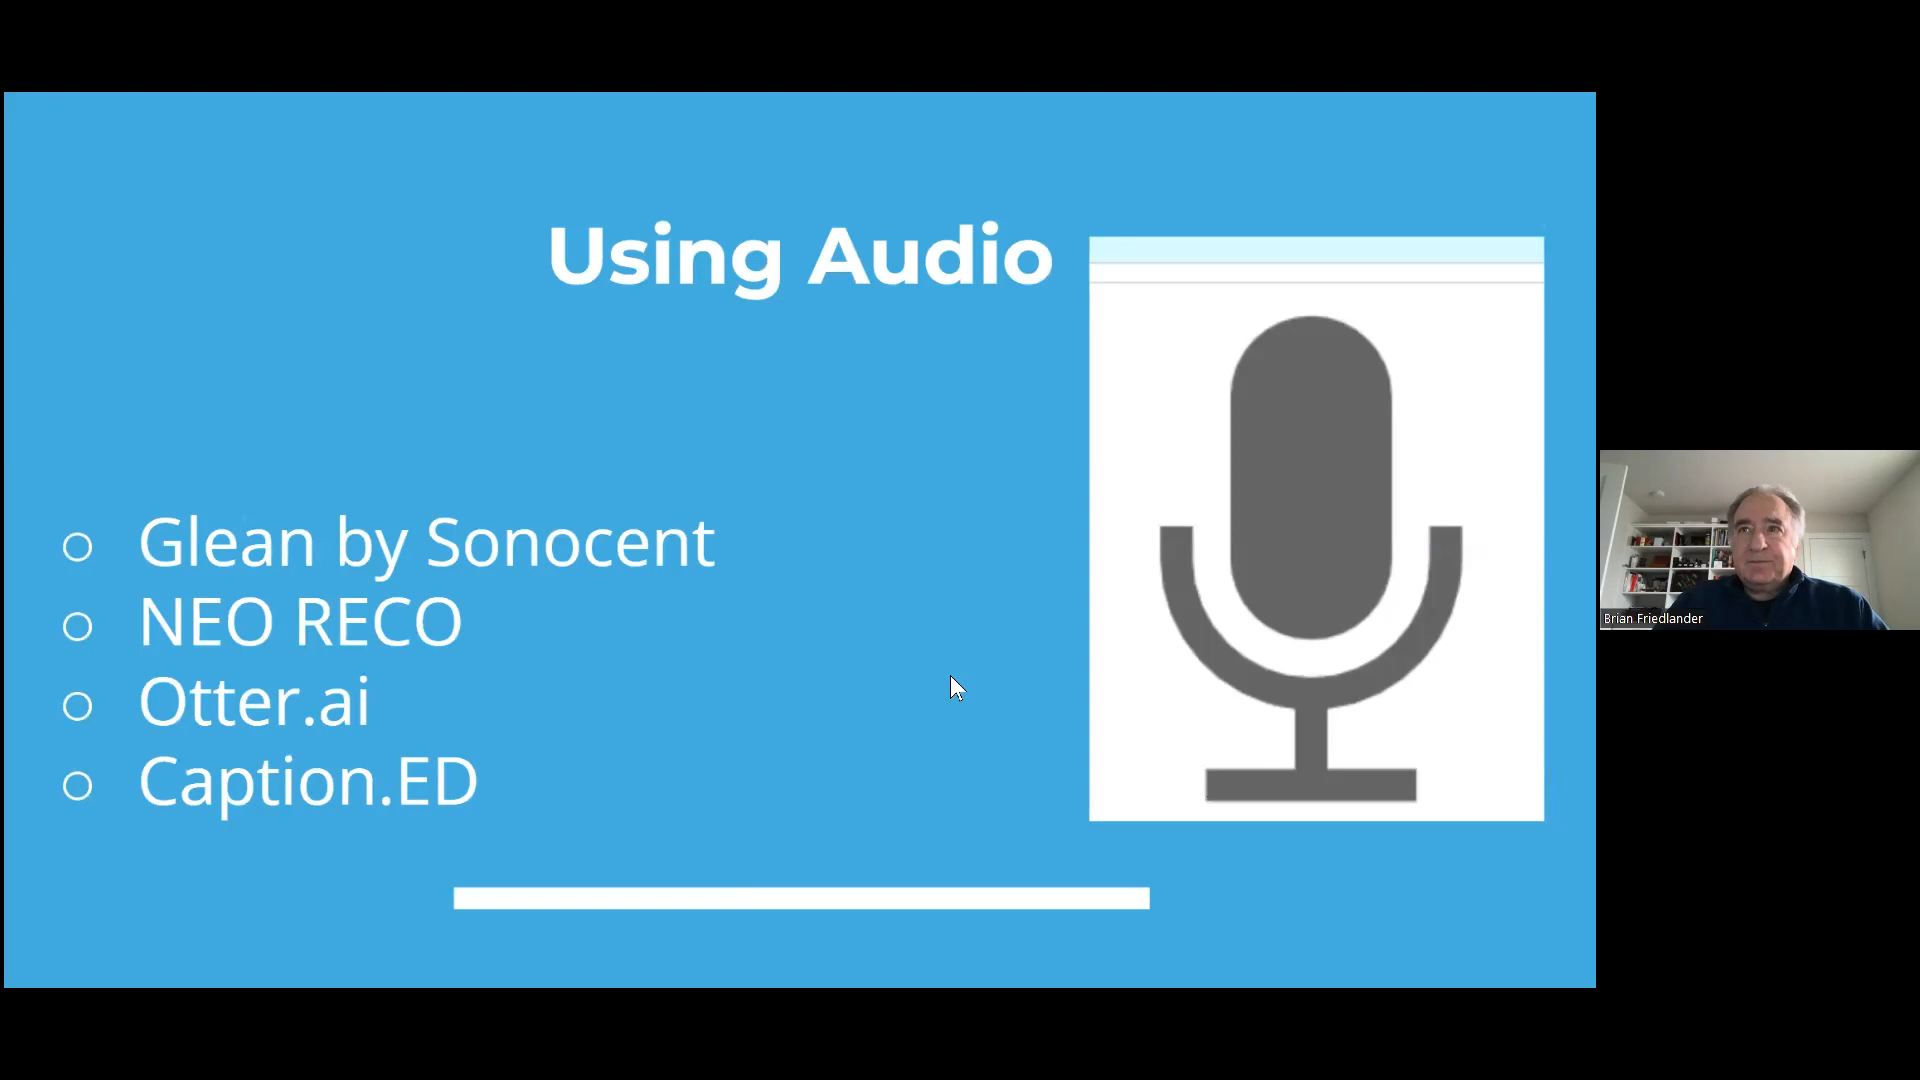 Using Audio
Glean by Sonocent
NEO RECO
Otter.ai
Caption.ED
Brian Friedlander